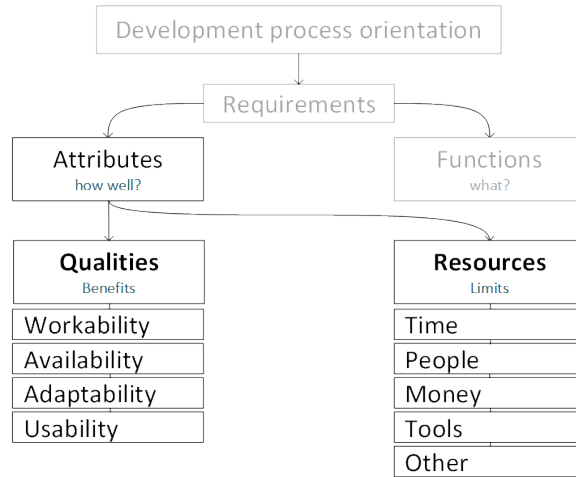 Development process orientation
Requirements
Attributes
how well?
Functions
what?
Qualities
Benefits
Workability
Availability
Adaptability
Usability
Resources
Limits
Time
People
Money
Tools
Other